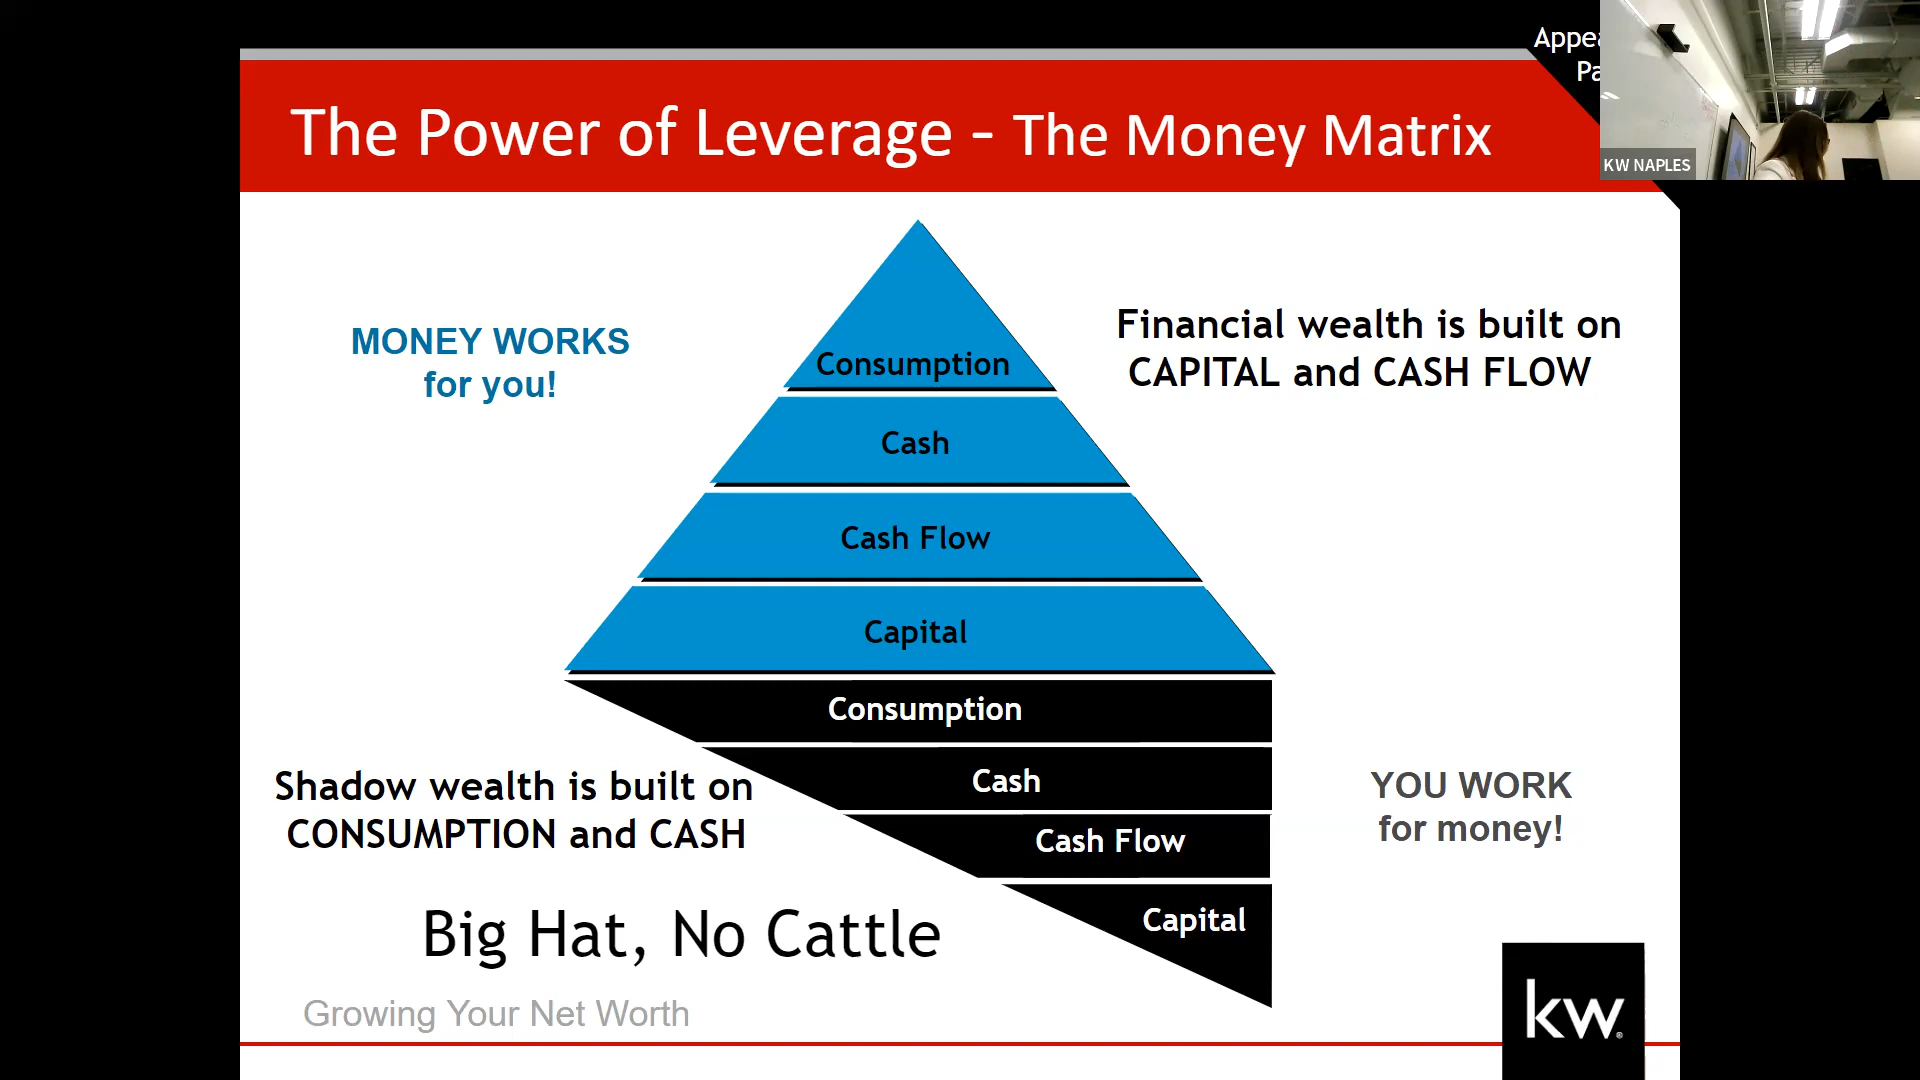 The Power of Leverage - The Money Matrix
KW NAPLES
MONEY WORKS
for you!
Financial wealth is built on
CAPITAL and CASH FLOW
Consumption
Cash
Cash Flow
Capital
Consumption
Cash
Cash Flow
Capital
Shadow wealth is built on
CONSUMPTION and CASH
YOU WORK
for money!
Big Hat, No Cattle
Growing Your Net Worth
kw